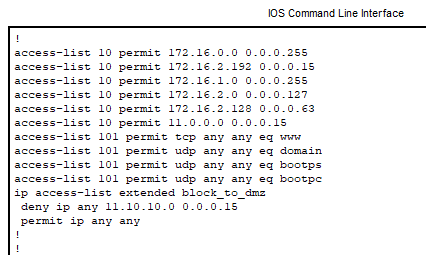 IOS Command Line Interface
!
access-list 10 permit 172.16.0.0 0.0.0.255
access-list 10 permit 172.16.2.192 0.0.0.15
access-list 10 permit 172.16.1.0 0.0.0.255
access-list 10 permit 172.16.2.0 0.0.0.127
access-list 10 permit 172.16.2.128 0.0.0.63
access-list 10 permit 11.0.0.0 0.0.0.15
access-list 101 permit tcp any any eq www
access-list 101 permit udp any any eq domain
access-list 101 permit udp any any eq bootps
access-list 101 permit udp any any eq bootpc
ip access-list extended block_to_dmz
deny ip any 11.10.10.0 0.0.0.15
permit ip any any
!
!